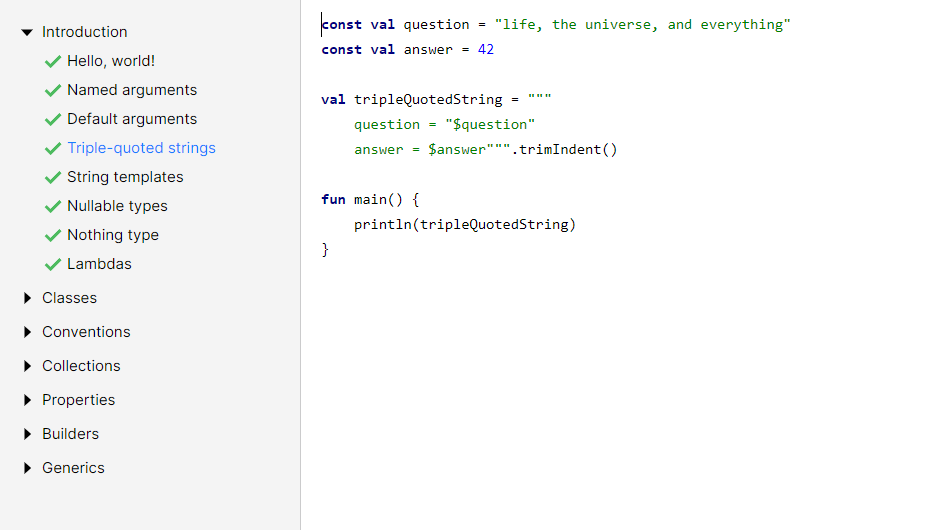 Introduction
Hello, world!
Named arguments
Default arguments
Triple-quoted strings
String templates
Nullable types
Nothing type
Lambdas
Classes
Conventions
Collections
Properties
Builders
Generics
const val question = "life, the universe, and everything"
const val answer = 42
val tripleQuotedString = """
    question = "$question"
    answer = $answer""".trimIndent()
fun main() {
    println(tripleQuotedString)
}